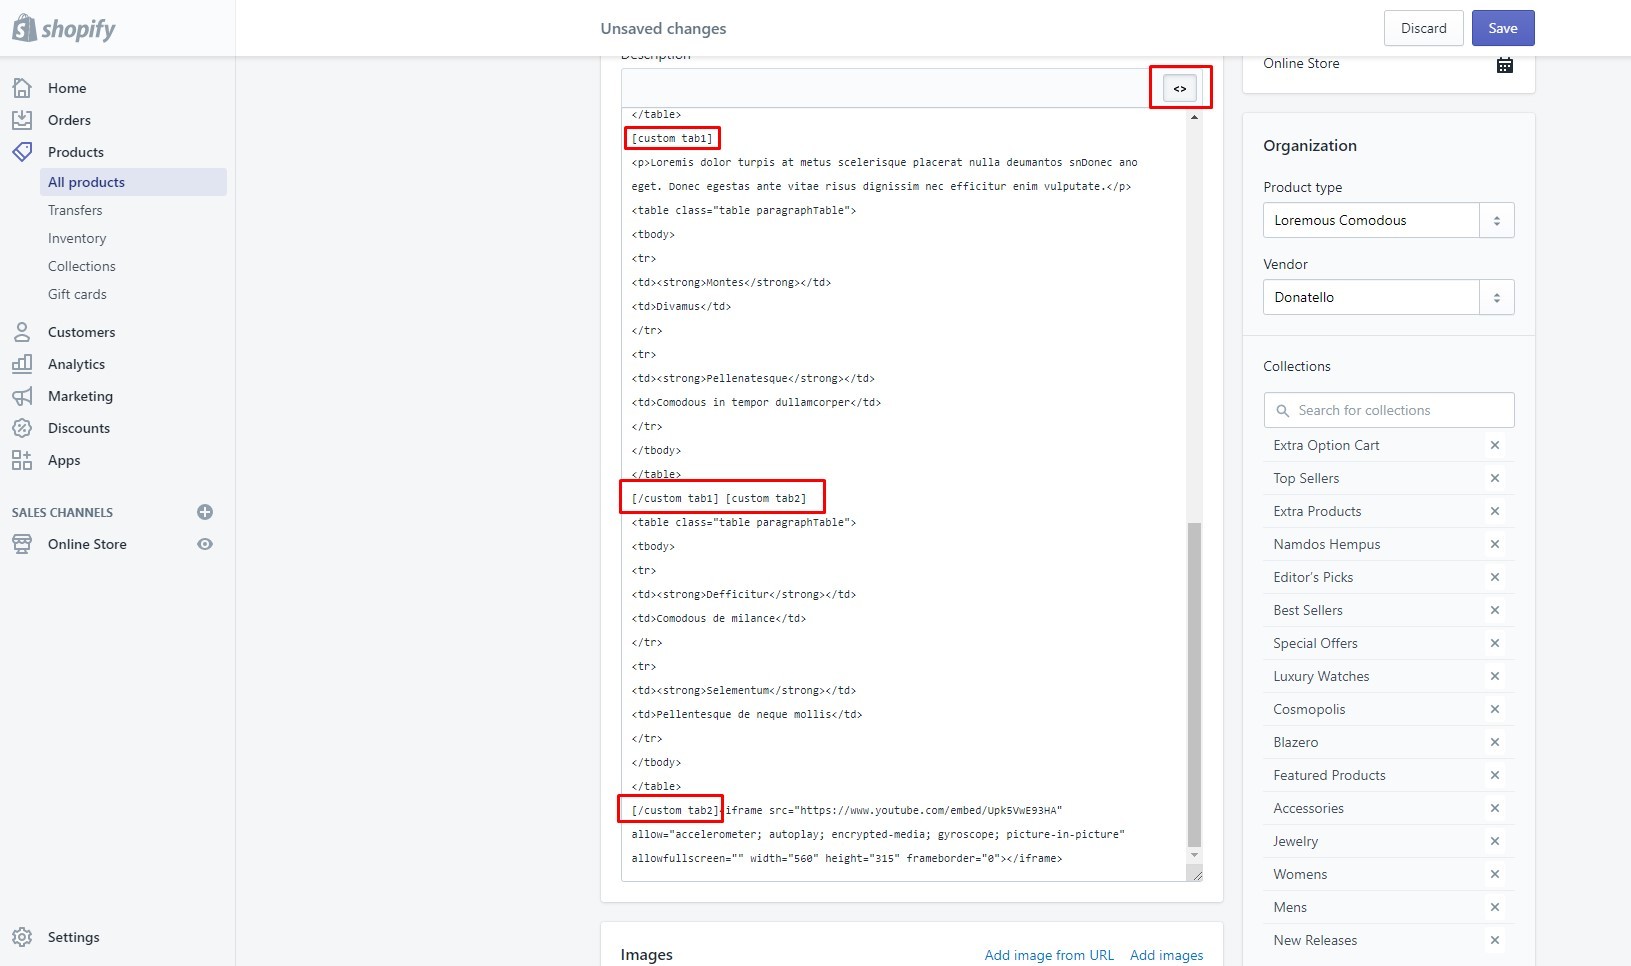 shopify
Unsaved changes
Discard
Save
Home
Orders
Products
All products
Transfers
Inventory
Collections
Gift cards
Customers
Analytics
Marketing
Discounts
Apps
SALES CHANNELS
Online Store
Settings
Description
<>
</table>
[custom tab1]
<p>Loremis dolor turpis at metus scelerisque placerat nulla deumantos snDonec ano
eget. Donec egestas ante vitae risus dignissim nec efficitur enim vulputate.</p>
<table class="table paragraphTable">
<tbody>
<tr>
<td><strong>Montes</strong></td>
<td>Divamus</td>
</tr>
<tr>
<td><strong>Pellenatesque</strong></td>
<td>Comodous in tempor dullamcorper</td>
</tr>
</tbody>
</table>
[/custom tab1] [custom tab2]
<table class="table paragraphTable">
<tbody>
<tr>
<td><strong>Defficitur</strong></td>
<td>Comodous de milance</td>
</tr>
<tr>
<td><strong>Selementum</strong></td>
<td>Pellentesque de neque mollis</td>
</tr>
</tbody>
</table>
[/custom tab2]<iframe src="https://www.youtube.com/embed/Upk5VwE93HA"
allow="accelerometer; autoplay; encrypted-media; gyroscope; picture-in-picture"
allowfullscreen="" width="560" height="315" frameborder="0"></iframe>
Images
Add image from URL
Add images
Online Store
Organization
Product type
Loremous Comodous
Vendor
Donatello
Collections
Search for collections
Extra Option Cart
Top Sellers
Extra Products
Namdos Hempus
Editor's Picks
Best Sellers
Special Offers
Luxury Watches
Cosmopolis
Blazero
Featured Products
Accessories
Jewelry
Womens
Mens
New Releases